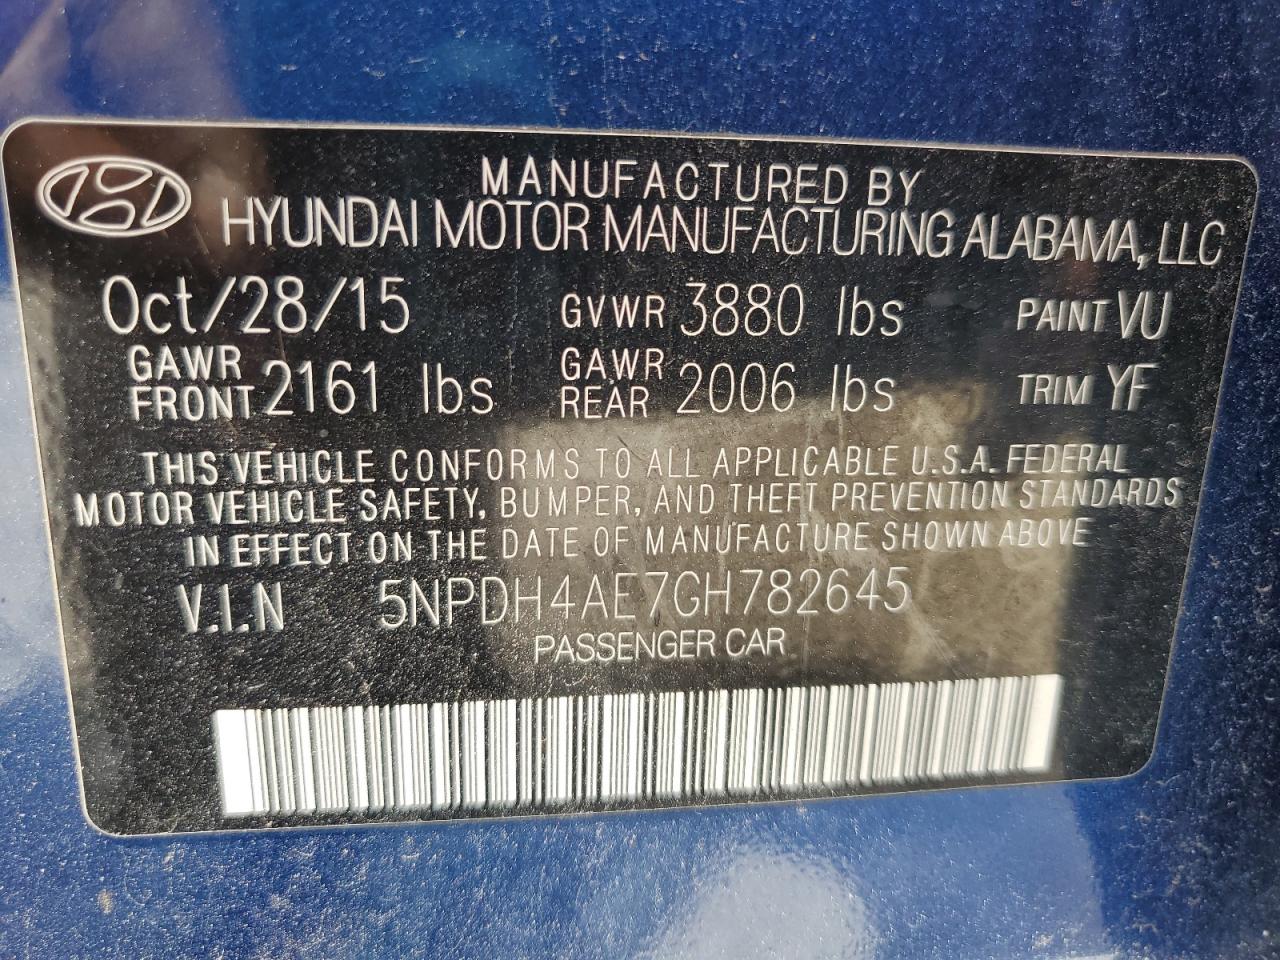 MANUFACTURED BY
HYUNDAI MOTOR MANUFACTURING ALABAMA, LLC
Oct/28/15 GVWR 3880 lbs PAINT VU
GAWR FRONT 2161 lbs GAWR REAR 2006 lbs TRIM YF
THIS VEHICLE CONFORMS TO ALL APPLICABLE U.S.A. FEDERAL
MOTOR VEHICLE SAFETY, BUMPER, AND THEFT PREVENTION STANDARDS
IN EFFECT ON THE DATE OF MANUFACTURE SHOWN ABOVE
V.I.N 5NPDH4AE7GH782645
PASSENGER CAR